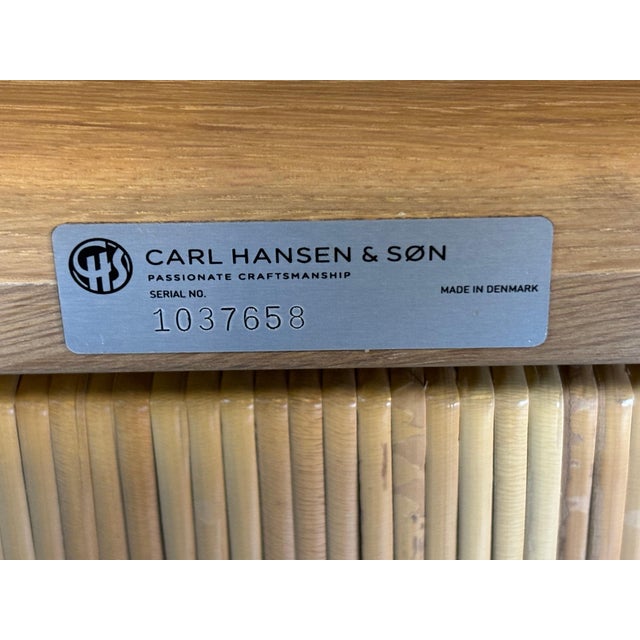 CHS
CARL HANSEN & SØN
PASSIONATE CRAFTSMANSHIP
SERIAL NO.
MADE IN DENMARK
1037658